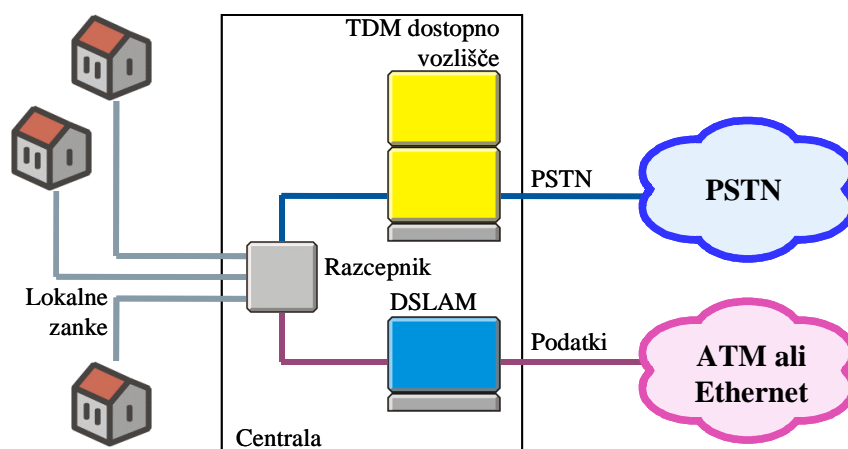 TDM dostopno
vozlišče
PSTN
PSTN
Razcepnik
Lokalne
zanke
DSLAM
Podatki
ATM ali
Ethernet
Centrala